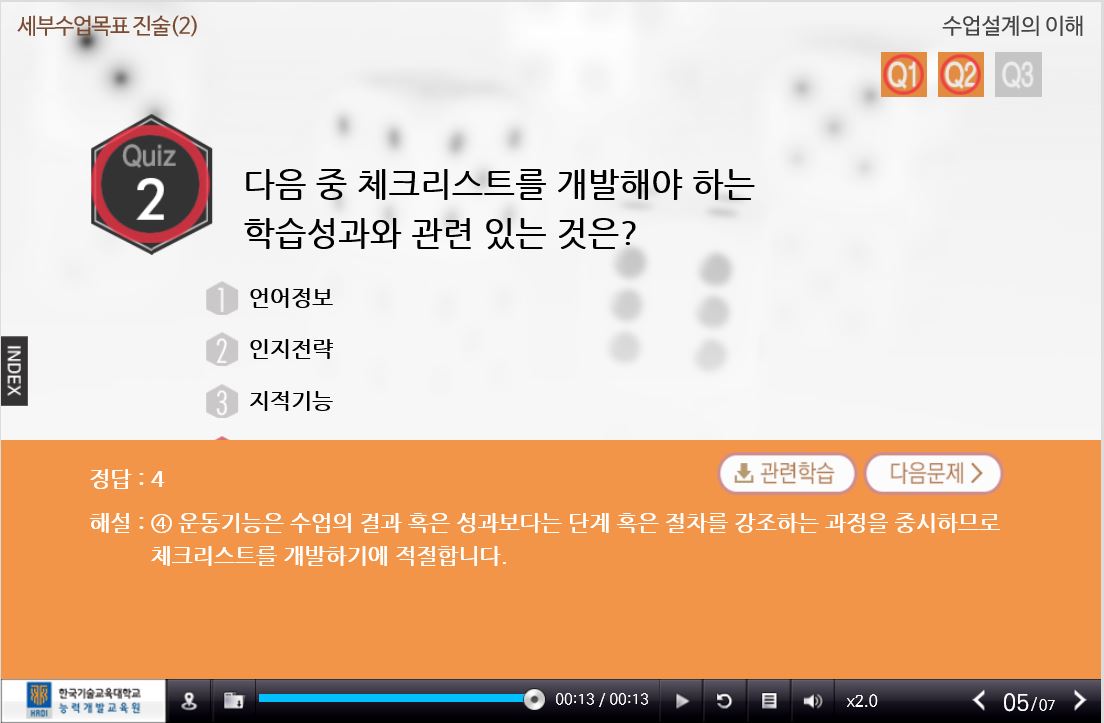 세부수업목표 진술(2)
수업설계의 이해
Q1 Q2 Q3
Quiz
2
다음 중 체크리스트를 개발해야 하는
학습성과와 관련 있는 것은?
1 언어정보
2 인지전략
3 지적기능
INDEX
정답 : 4
관련학습
다음문제
해설 : ④ 운동기능은 수업의 결과 혹은 성과보다는 단계 혹은 절차를 강조하는 과정을 중시하므로
체크리스트를 개발하기에 적절합니다.
HRDI
한국기술교육대학교
능력개발교육원
00:13 / 00:13
x2.0
05/07